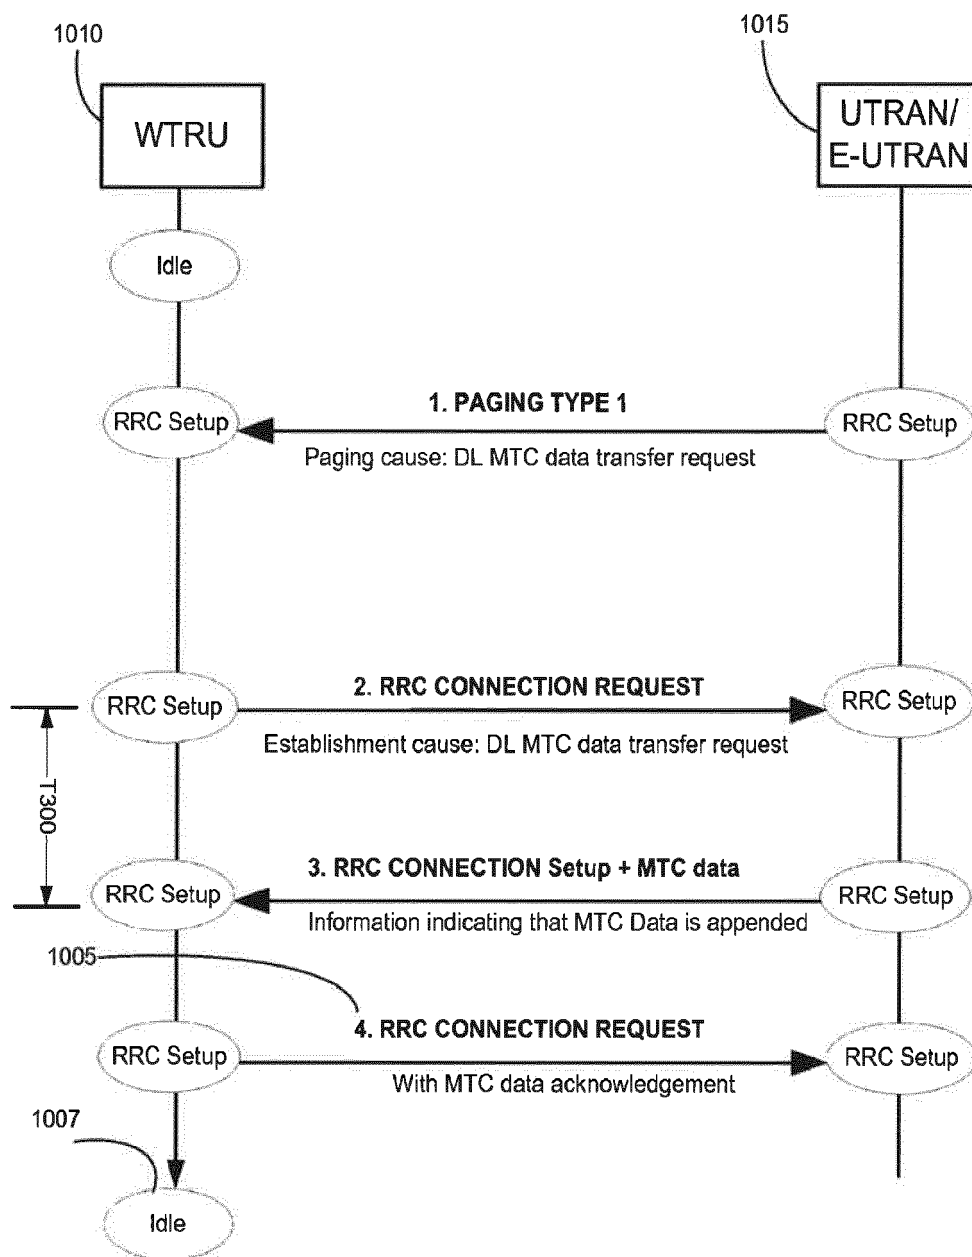 1010
1015
WTRU
UTRAN/
E-UTRAN
Idle
1. PAGING TYPE 1
RRC Setup
RRC Setup
Paging cause: DL MTC data transfer request
2. RRC CONNECTION REQUEST
RRC Setup
RRC Setup
Establishment cause: DL MTC data transfer request
T300
3. RRC CONNECTION Setup + MTC data
RRC Setup
RRC Setup
Information indicating that MTC Data is appended
1005
4. RRC CONNECTION REQUEST
RRC Setup
RRC Setup
With MTC data acknowledgement
1007
Idle